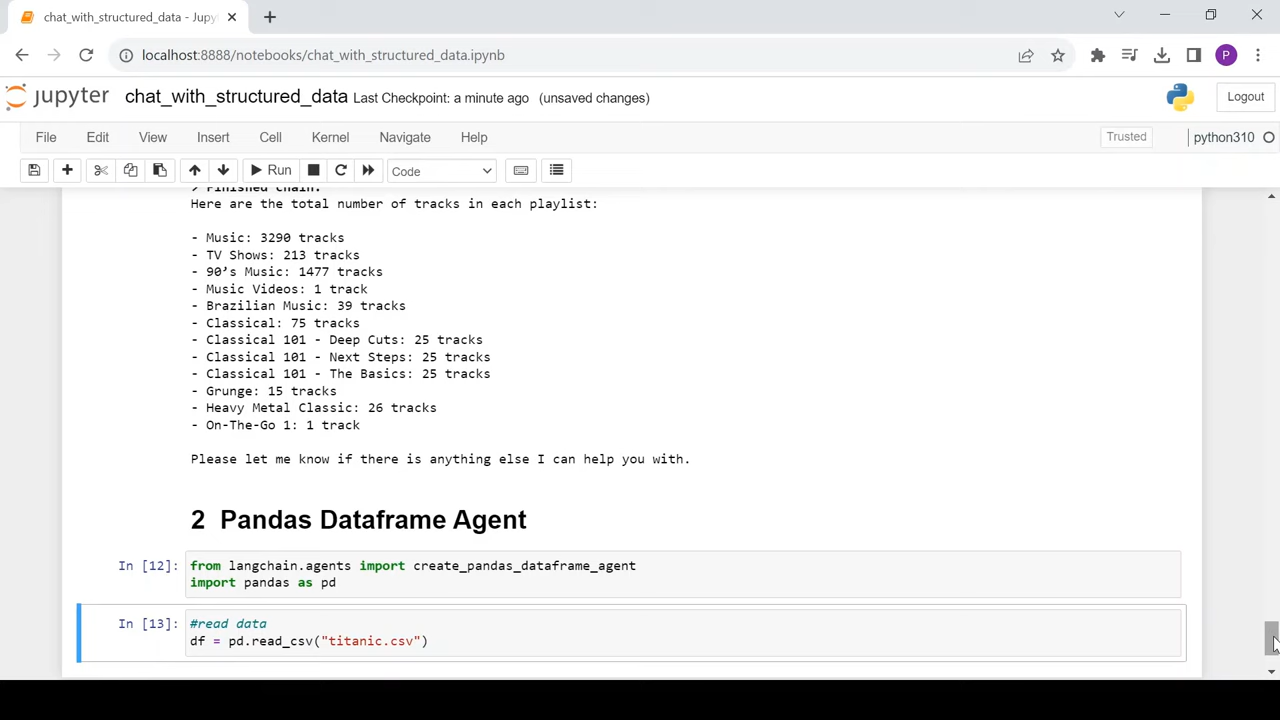 chat_with_structured_data - Jupy
localhost:8888/notebooks/chat_with_structured_data.ipynb
P
jupyter chat_with_structured_data Last Checkpoint: a minute ago (unsaved changes)
Logout
File Edit View Insert Cell Kernel Navigate Help
Trusted
python310
Run
Code
> Finished chain.
Here are the total number of tracks in each playlist:
- Music: 3290 tracks
- TV Shows: 213 tracks
- 90's Music: 1477 tracks
- Music Videos: 1 track
- Brazilian Music: 39 tracks
- Classical: 75 tracks
- Classical 101 - Deep Cuts: 25 tracks
- Classical 101 - Next Steps: 25 tracks
- Classical 101 - The Basics: 25 tracks
- Grunge: 15 tracks
- Heavy Metal Classic: 26 tracks
- On-The-Go 1: 1 track
Please let me know if there is anything else I can help you with.
2 Pandas Dataframe Agent
In [12]: from langchain.agents import create_pandas_dataframe_agent
import pandas as pd
In [13]: #read data
df = pd.read_csv("titanic.csv")